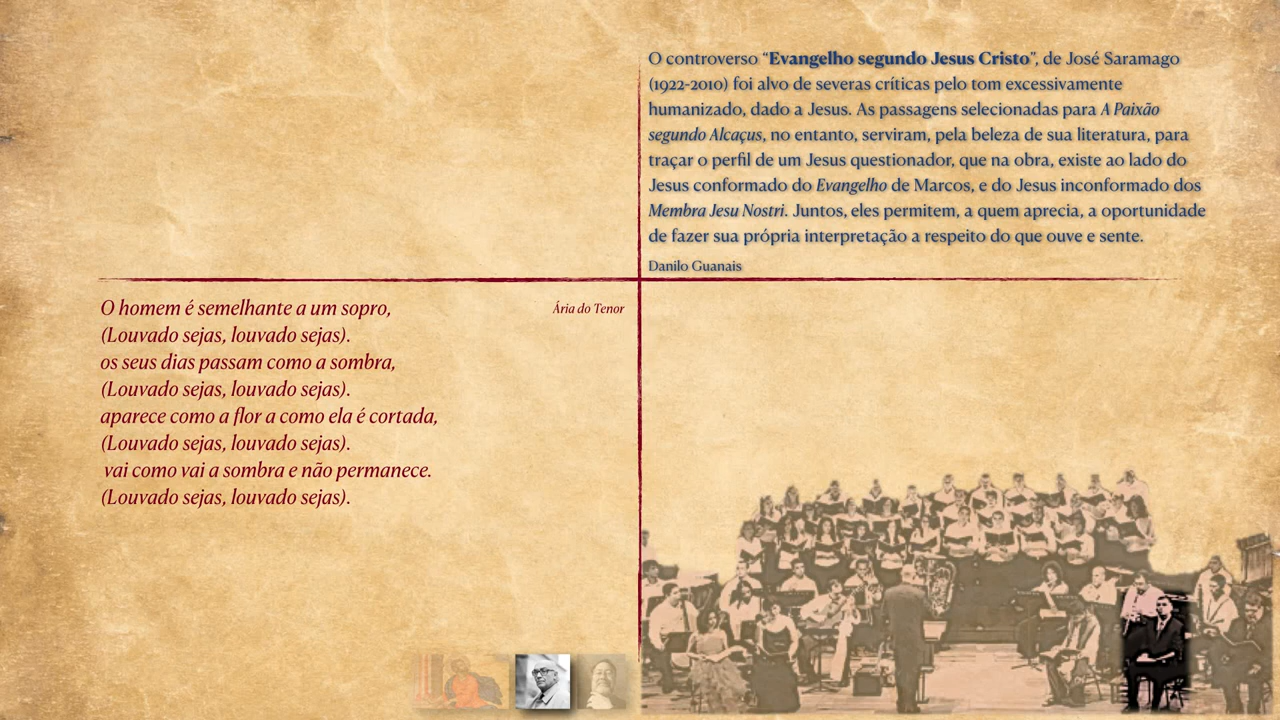 O controverso “Evangelho segundo Jesus Cristo”, de José Saramago
(1922-2010) foi alvo de severas críticas pelo tom excessivamente
humanizado, dado a Jesus. As passagens selecionadas para A Paixão
segundo Alcaçus, no entanto, serviram, pela beleza de sua literatura, para
traçar o perfil de um Jesus questionador, que na obra, existe ao lado do
Jesus conformado do Evangelho de Marcos, e do Jesus inconformado dos
Membra Jesu Nostri. Juntos, eles permitem, a quem aprecia, a oportunidade
de fazer sua própria interpretação a respeito do que ouve e sente.
Danilo Guanais
Ária do Tenor
O homem é semelhante a um sopro,
(Louvado sejas, louvado sejas).
os seus dias passam como a sombra,
(Louvado sejas, louvado sejas).
aparece como a flor a como ela é cortada,
(Louvado sejas, louvado sejas).
vai como vai a sombra e não permanece.
(Louvado sejas, louvado sejas).